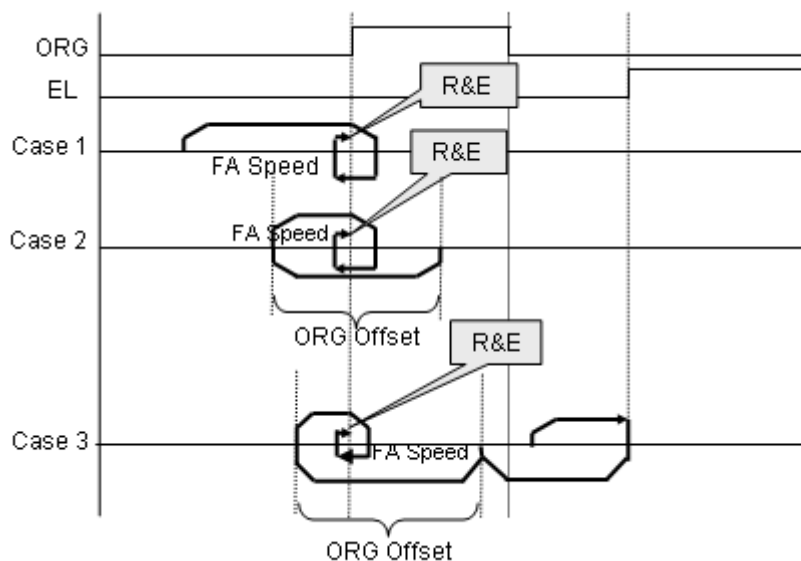 ORG
R&E
EL
R&E
Case 1
FA Speed
Case 2
FA Speed
ORG Offset
R&E
Case 3
FA Speed
ORG Offset